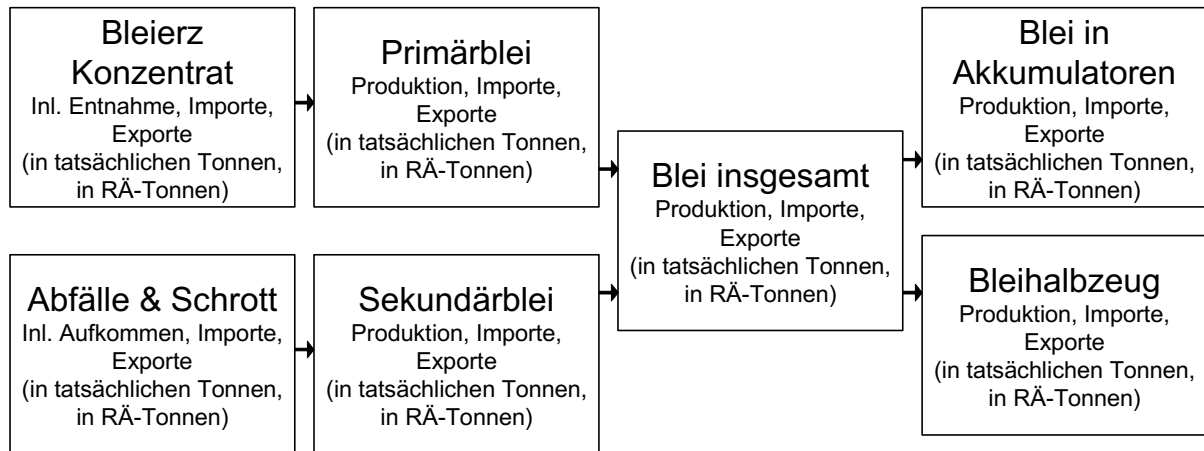 Bleierz
Konzentrat
Inl. Entnahme, Importe,
Exporte
(in tatsächlichen Tonnen,
in RÄ-Tonnen)
Primärblei
Produktion, Importe,
Exporte
(in tatsächlichen Tonnen,
in RÄ-Tonnen)
Abfälle & Schrott
Inl. Aufkommen, Importe,
Exporte
(in tatsächlichen Tonnen,
in RÄ-Tonnen)
Sekundärblei
Produktion, Importe,
Exporte
(in tatsächlichen Tonnen,
in RÄ-Tonnen)
Blei insgesamt
Produktion, Importe,
Exporte
(in tatsächlichen Tonnen,
in RÄ-Tonnen)
Blei in
Akkumulatoren
Produktion, Importe,
Exporte
(in tatsächlichen Tonnen,
in RÄ-Tonnen)
Bleihalbzeug
Produktion, Importe,
Exporte
(in tatsächlichen Tonnen,
in RÄ-Tonnen)